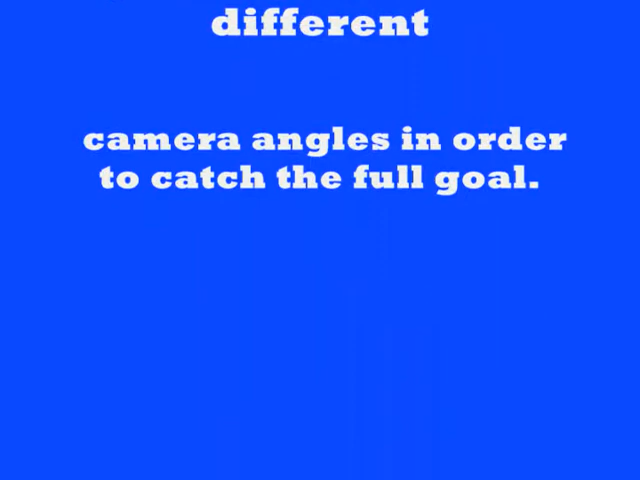 different
camera angles in order
to catch the full goal.